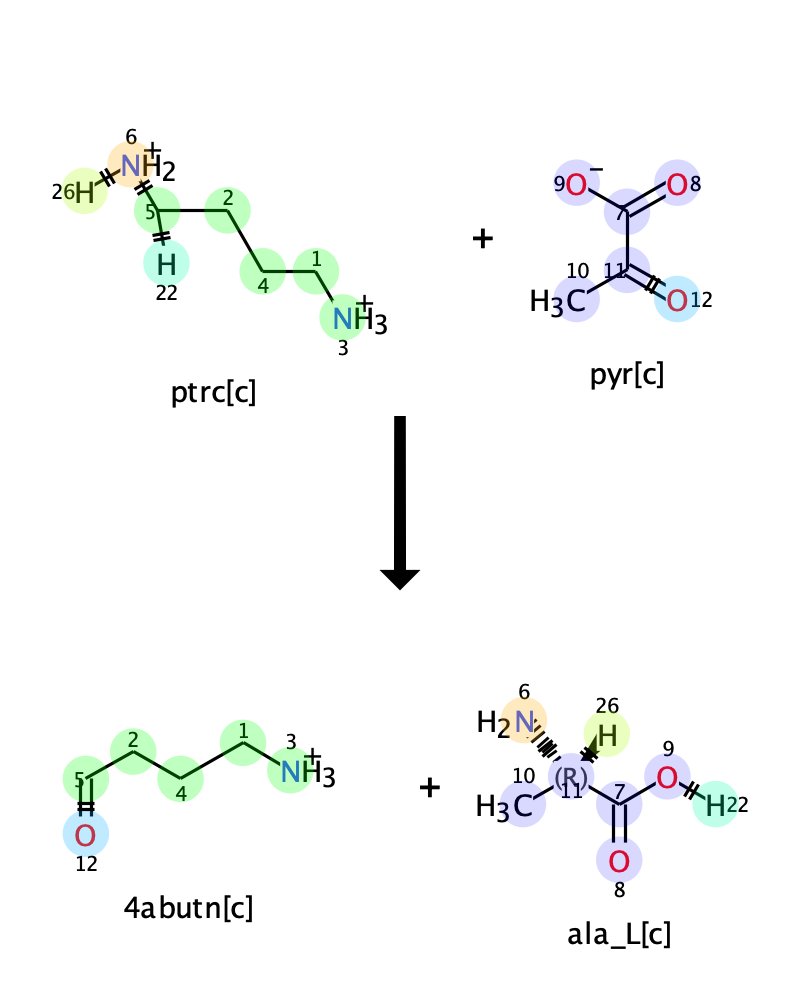 6
26H NH2+
5 2
H 4 1
22
NH3+
3
ptrc[c]
+
9O− O8
7
10 11
H3C O12
pyr[c]
2 1 3
5 4 NH3+
O
12
4abutn[c]
+
6 26
H2N H 9
10 (R) 7 O
H3C 11 H22
O
8
ala_L[c]